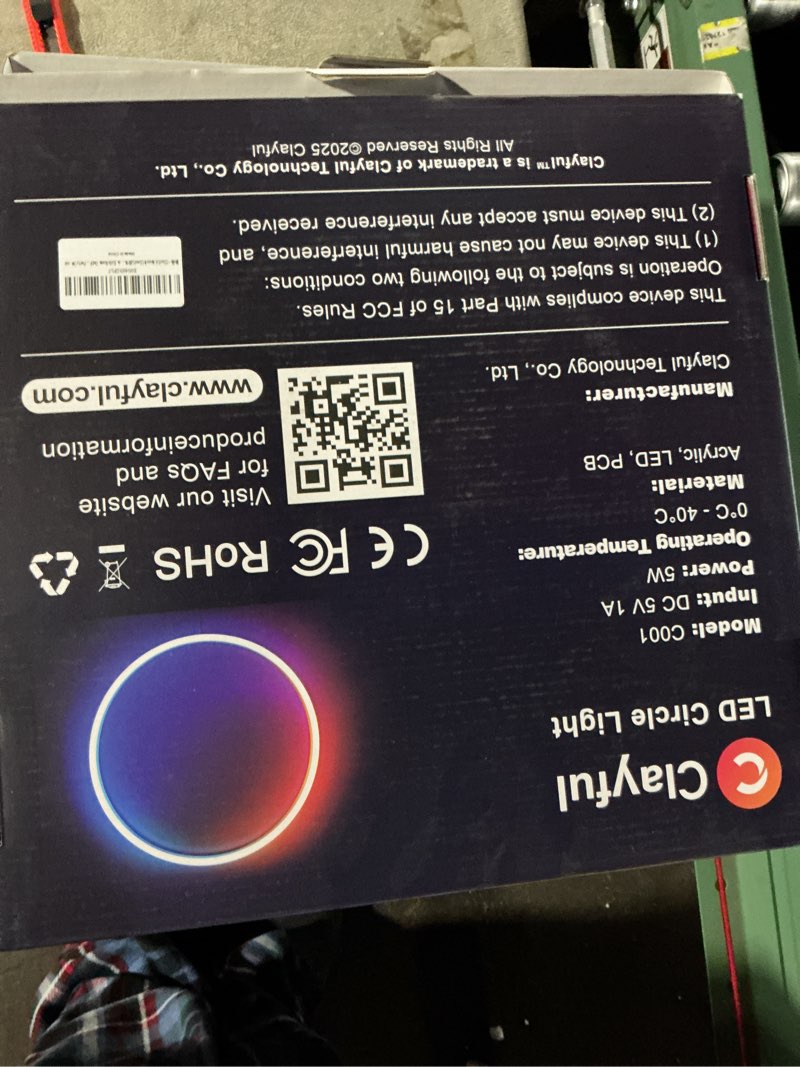 Clayful
LED Circle Light
Model: C001
Input: DC 5V 1A
Power: 5W
Operating Temperature:
0°C - 40°C
Material:
Acrylic, LED, PCB
Manufacturer:
Clayful Technology Co., Ltd.
CE FC RoHS
Visit our website
for FAQs and
produceinformation
www.clayful.com
This device complies with Part 15 of FCC Rules.
Operation is subject to the following two conditions:
(1) This device may not cause harmful interference, and
(2) This device must accept any interference received.
Clayful™ is a trademark of Clayful Technology Co., Ltd.
All Rights Reserved ©2025 Clayful